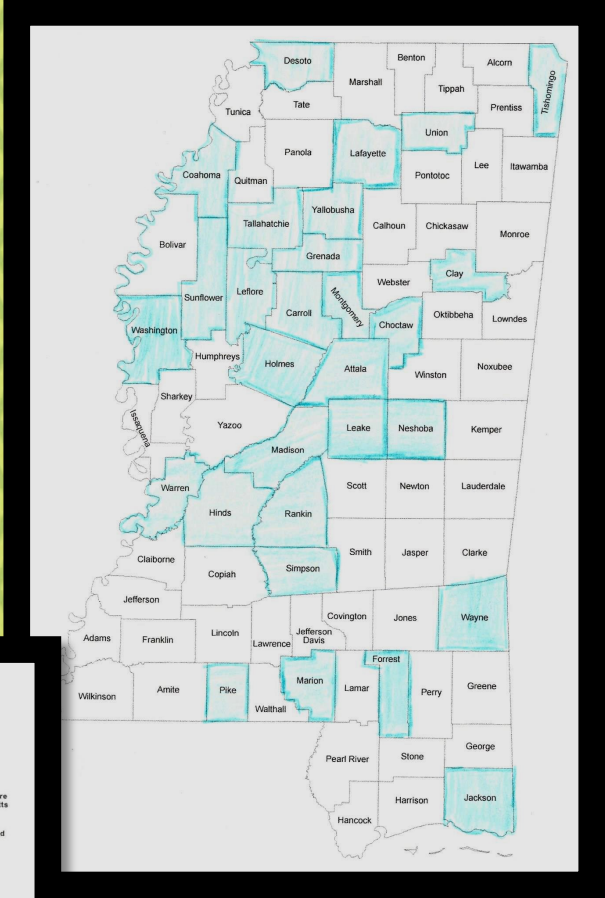 Desoto
Marshall
Benton
Tippah
Alcorn
Prentiss
Tishomingo
Tunica
Tate
Union
Panola
Lafayette
Lee
Itawamba
Coahoma
Quitman
Pontotoc
Tallahatchie
Yallobusha
Calhoun
Chickasaw
Monroe
Bolivar
Grenada
Clay
Sunflower
Leflore
Webster
Carroll
Montgomery
Choctaw
Oktibbeha
Lowndes
Washington
Humphreys
Holmes
Attala
Winston
Noxubee
Sharkey
Issaquena
Yazoo
Leake
Neshoba
Kemper
Madison
Warren
Hinds
Rankin
Scott
Newton
Lauderdale
Claiborne
Copiah
Simpson
Smith
Jasper
Clarke
Jefferson
Adams
Franklin
Lincoln
Lawrence
Jefferson
Davis
Covington
Jones
Wayne
Wilkinson
Amite
Pike
Walthall
Marion
Lamar
Forrest
Perry
Greene
Pearl River
Stone
George
Hancock
Harrison
Jackson